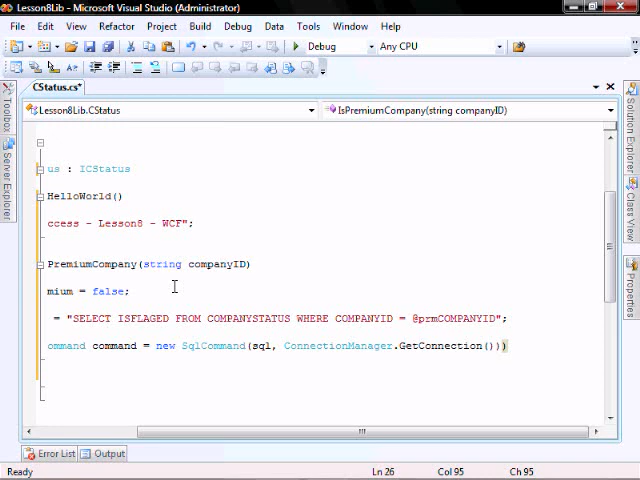 Lesson8Lib - Microsoft Visual Studio (Administrator)
File Edit View Refactor Project Build Debug Data Tools Window Community Help
Debug Any CPU
CStatus.cs*
Lesson8Lib.CStatus IsPremiumCompany(string companyID)
us : ICStatus
HelloWorld()
ccess - Lesson8 - WCF";
PremiumCompany(string companyID)
mium = false;
= "SELECT ISFLAGED FROM COMPANYSTATUS WHERE COMPANYID = @prmCOMPANYID";
ommand command = new SqlCommand(sql, ConnectionManager.GetConnection()))
Toolbox
Server Explorer
Solution Explorer
Class View
Properties
Error List Output
Ready Ln 26 Col 95 Ch 95